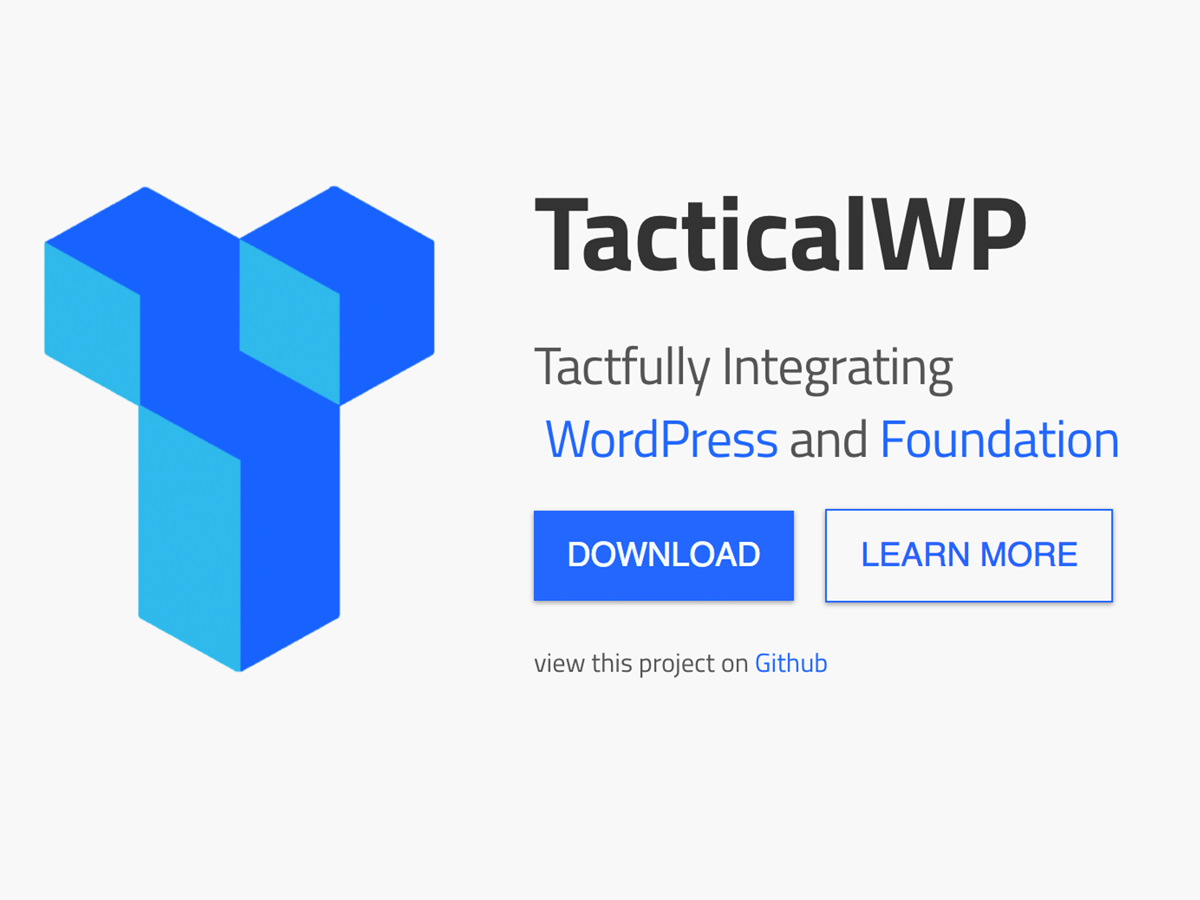 TacticalWP
Tactfully Integrating
WordPress and Foundation
DOWNLOAD
LEARN MORE
view this project on Github